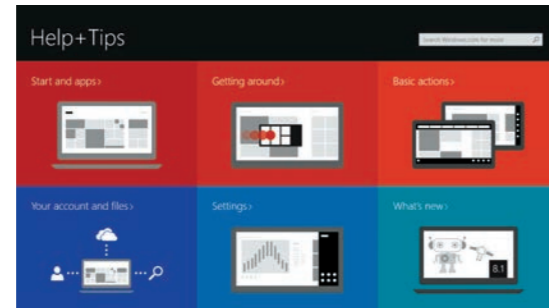 Help+Tips
Search Windows.com for more
Start and apps>
Getting around>
Basic actions>
Your account and files>
Settings>
What's new>
8.1